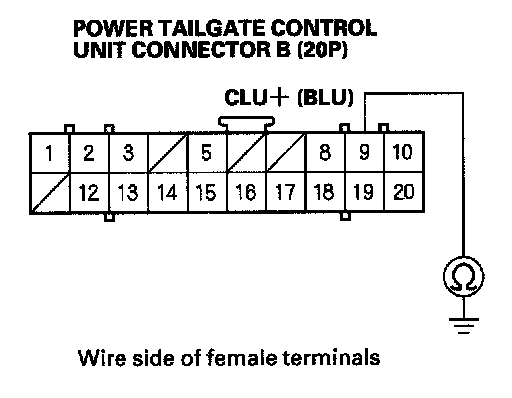 POWER TAILGATE CONTROL
UNIT CONNECTOR B (20P)
CLU+ (BLU)
1 2 3 5 8 9 10
12 13 14 15 16 17 18 19 20
Ω
Wire side of female terminals